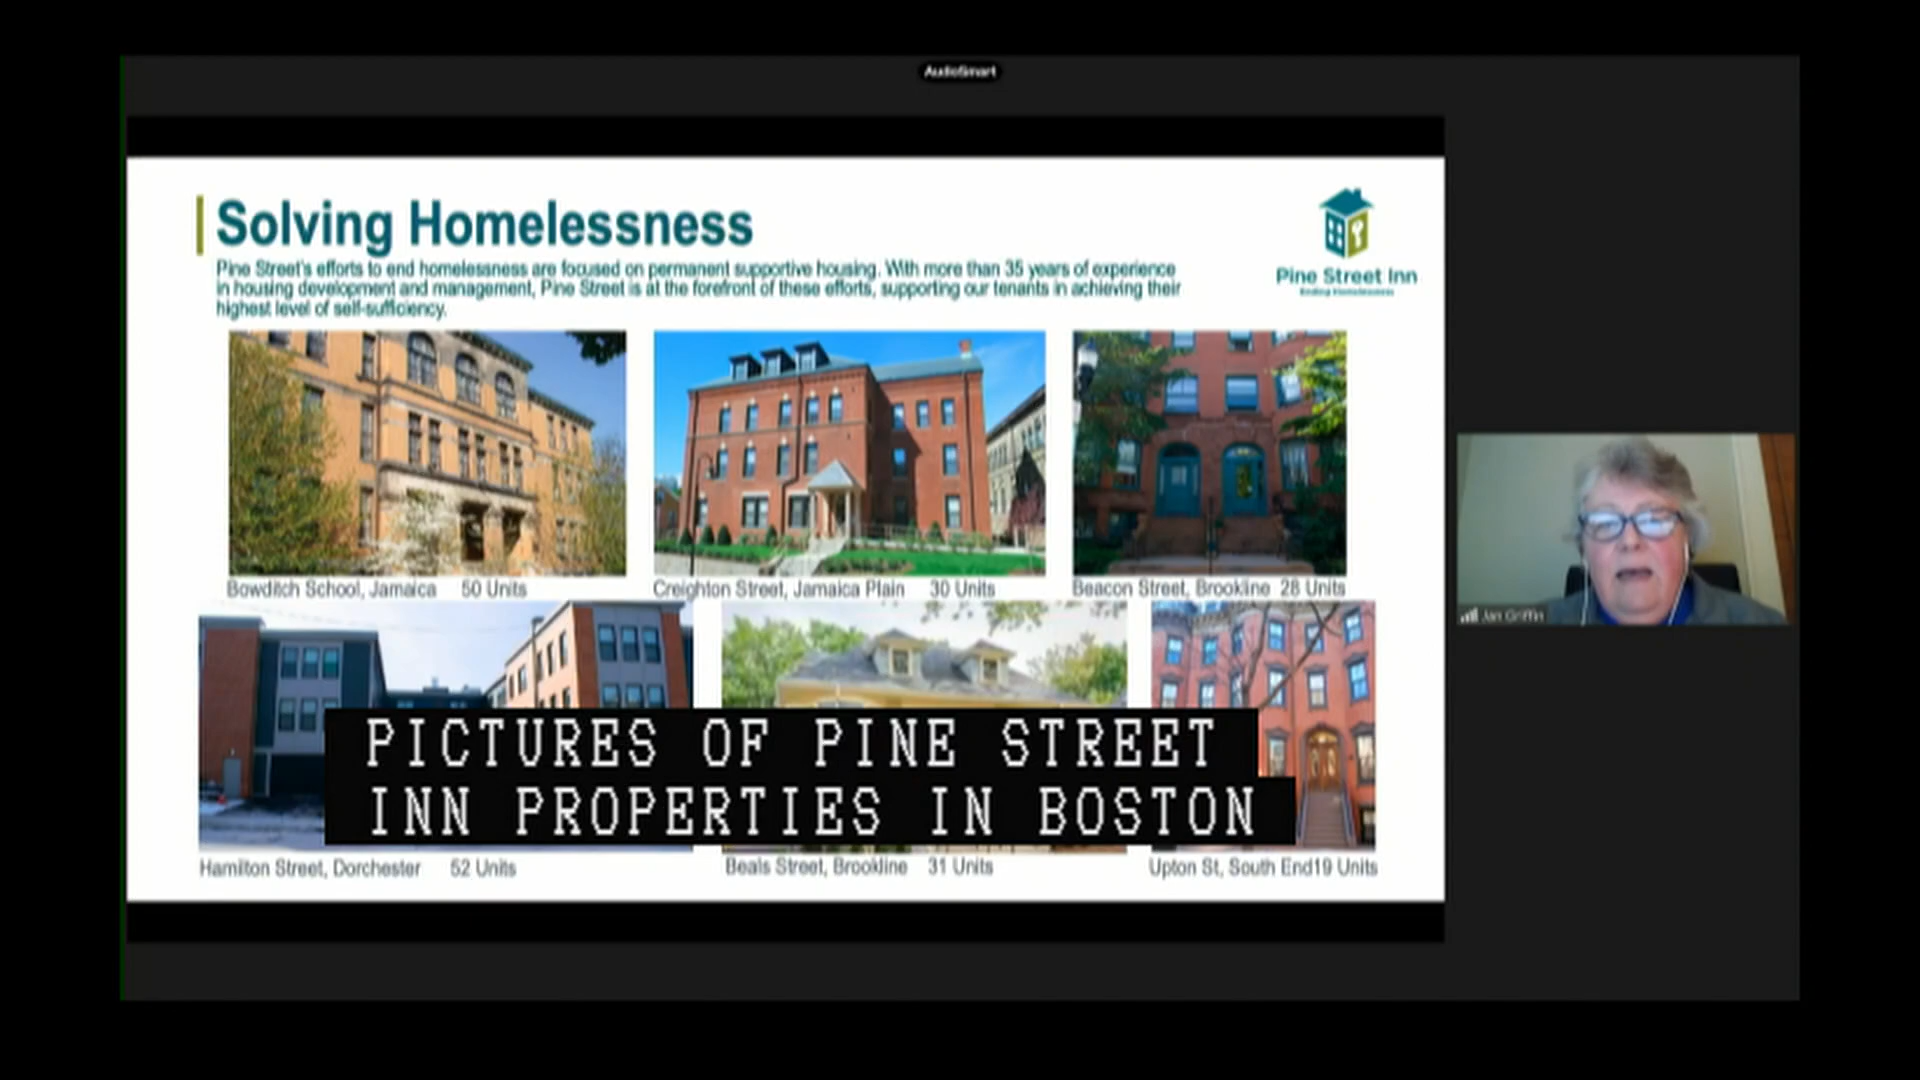 AudioSmart
Solving Homelessness
Pine Street's efforts to end homelessness are focused on permanent supportive housing. With more than 35 years of experience
in housing development and management, Pine Street is at the forefront of these efforts, supporting our tenants in achieving their
highest level of self-sufficiency.
Pine Street Inn
Ending Homelessness
Bowditch School, Jamaica 50 Units
Creighton Street, Jamaica Plain 30 Units
Beacon Street, Brookline 28 Units
Jan Griffin
PICTURES OF PINE STREET
INN PROPERTIES IN BOSTON
Hamilton Street, Dorchester 52 Units
Beals Street, Brookline 31 Units
Upton St, South End19 Units